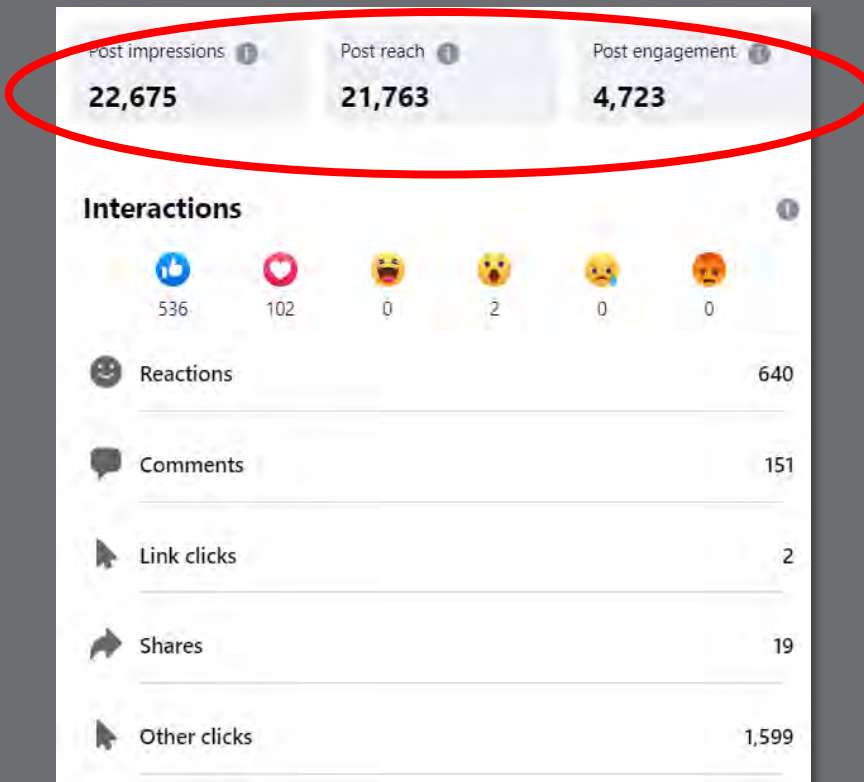 Post impressions Post reach Post engagement
22,675 21,763 4,723
Interactions
536 102 0 2 0 0
Reactions 640
Comments 151
Link clicks 2
Shares 19
Other clicks 1,599